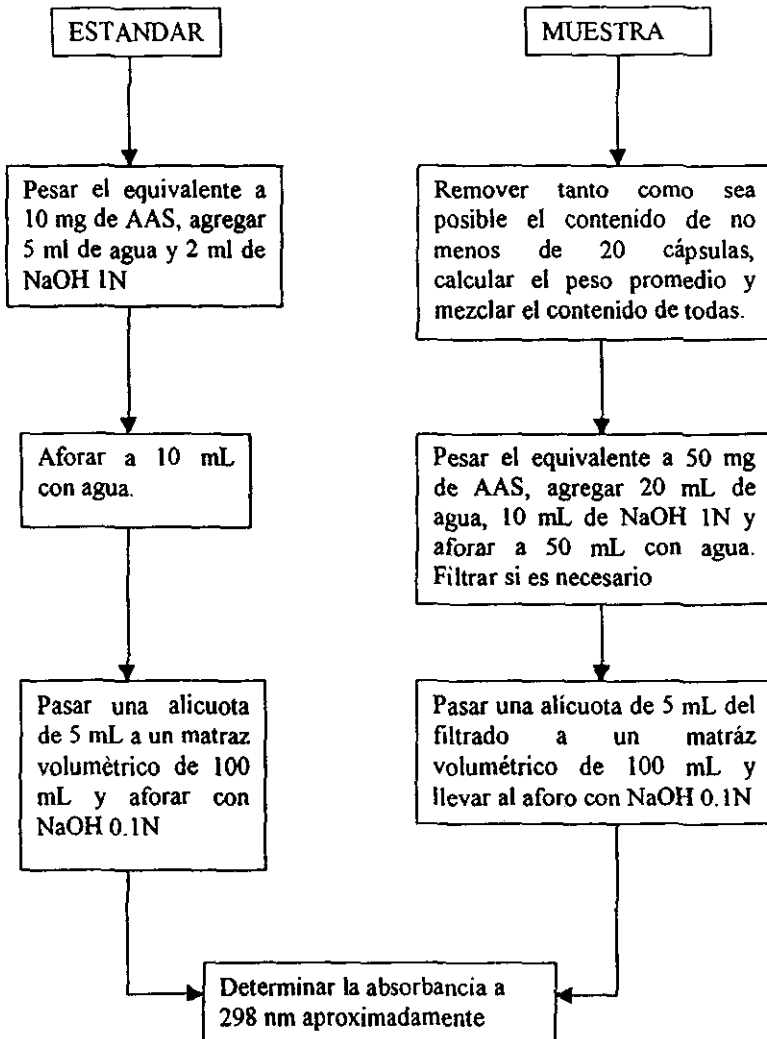 ESTANDAR
Pesar el equivalente a
10 mg de AAS, agregar
5 ml de agua y 2 ml de
NaOH 1N
Aforar a 10 mL
con agua.
Pasar una alicuota
de 5 mL a un matraz
volumètrico de 100
mL y aforar con
NaOH 0.1N
MUESTRA
Remover tanto como sea
posible el contenido de no
menos de 20 cápsulas,
calcular el peso promedio y
mezclar el contenido de todas.
Pesar el equivalente a 50 mg
de AAS, agregar 20 mL de
agua, 10 mL de NaOH 1N y
aforar a 50 mL con agua.
Filtrar si es necesario
Pasar una alícuota de 5 mL del
filtrado a un matráz
volumétrico de 100 mL y
llevar al aforo con NaOH 0.1N
Determinar la absorbancia a
298 nm aproximadamente